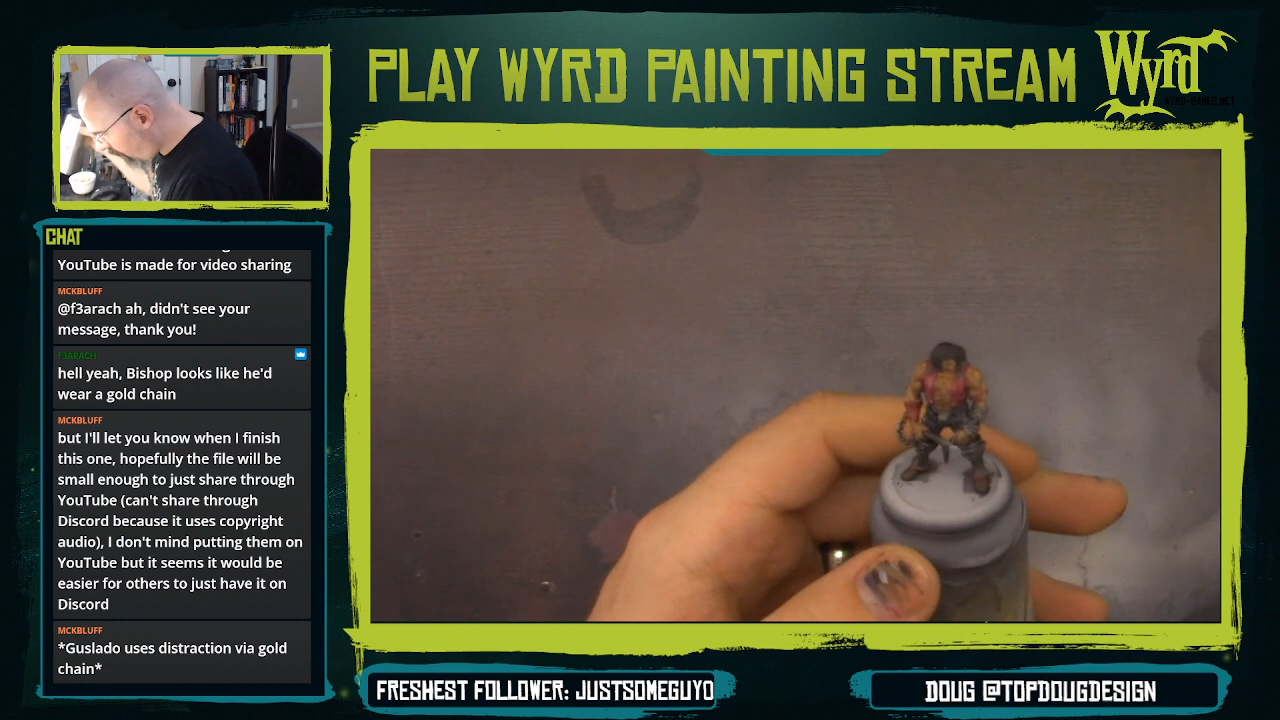 PLAY WYRD PAINTING STREAM
Wyrd
CHAT
YouTube is made for video sharing
MCKBLUFF
@f3arach ah, didn't see your
message, thank you!
F3ARACH
hell yeah, Bishop looks like he'd
wear a gold chain
MCKBLUFF
but I'll let you know when I finish
this one, hopefully the file will be
small enough to just share through
YouTube (can't share through
Discord because it uses copyright
audio), I don't mind putting them on
YouTube but it seems it would be
easier for others to just have it on
Discord
MCKBLUFF
*Guslado uses distraction via gold
chain*
FRESHEST FOLLOWER: JUSTSOMEGUYO
DOUG @TOPDOUGDESIGN